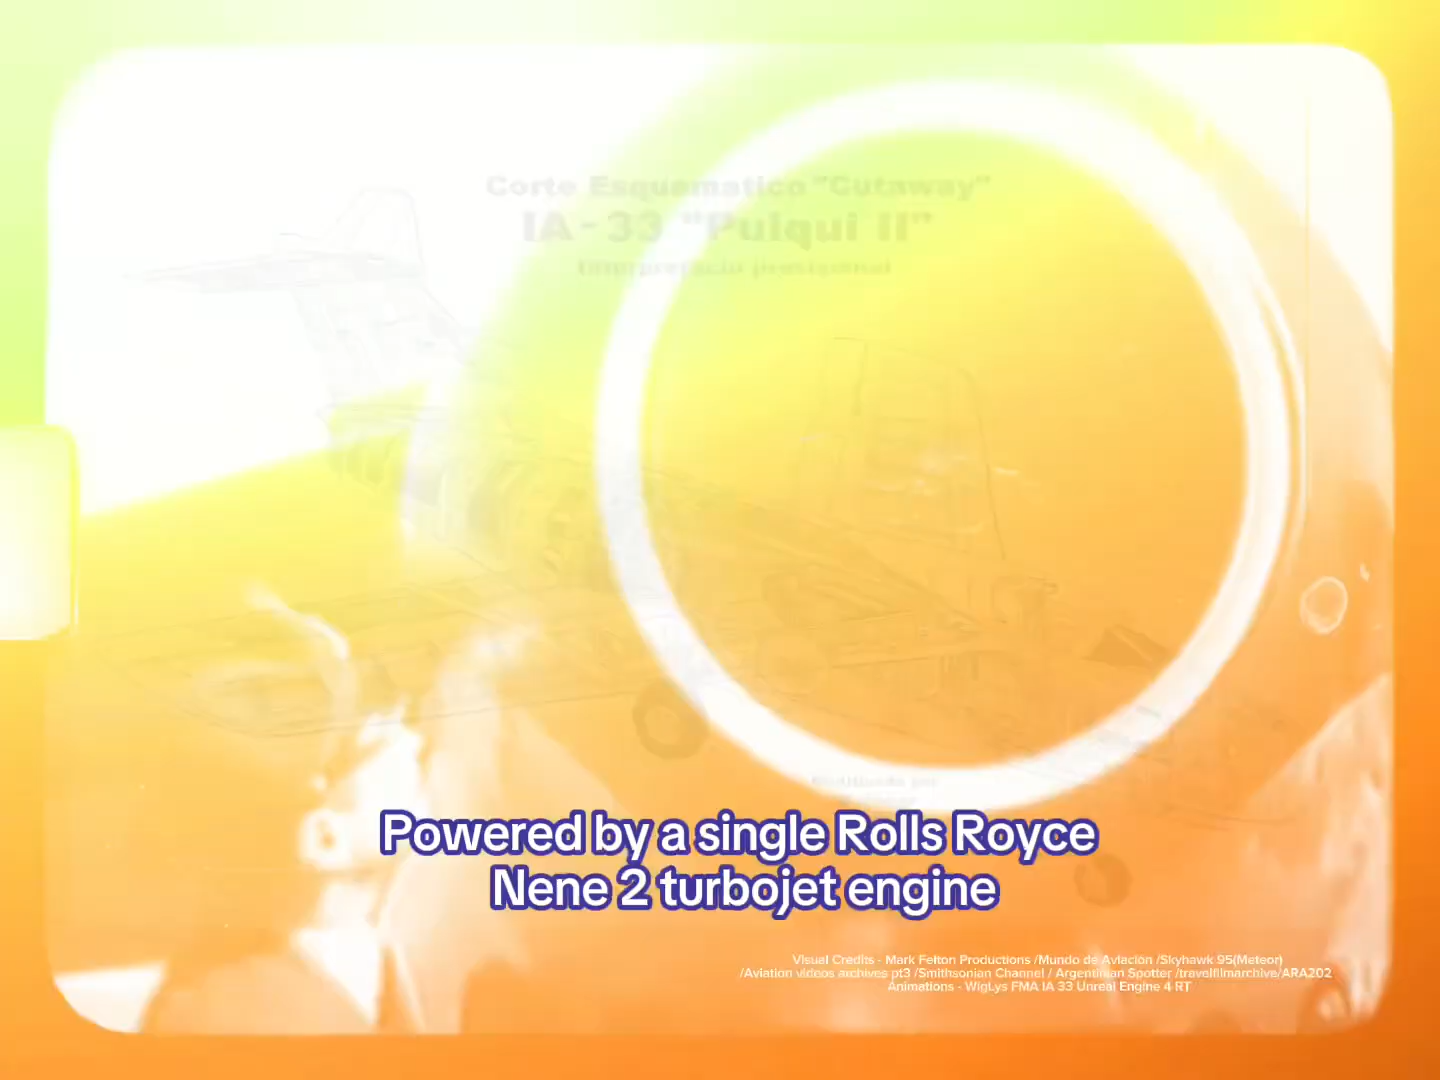 Corte Esquematico "Cutaway"
IA-33 "Pulqui II"
Powered by a single Rolls Royce
Nene 2 turbojet engine
Visual Credits - Mark Felton Productions /Mundo de Aviación /Skyhawk 95(Meteor)
/Aviation videos archives pt3 /Smithsonian Channel / Argentinian Spotter /travelfilmarchive/ARA202
Animations - WigLys FMA IA 33 Unreal Engine 4 RT